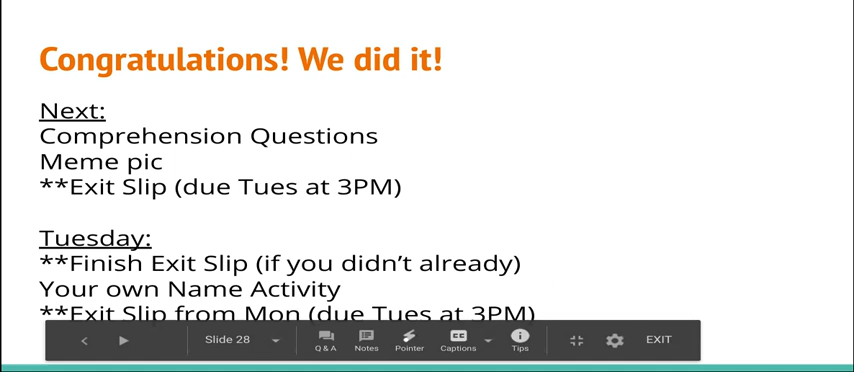 Congratulations! We did it!
Next:
Comprehension Questions
Meme pic
**Exit Slip (due Tues at 3PM)
Tuesday:
**Finish Exit Slip (if you didn't already)
Your own Name Activity
**Exit Slip from Mon (due Tues at 3PM)
Slide 28
Q & A
Notes
Pointer
CC
Captions
Tips
EXIT